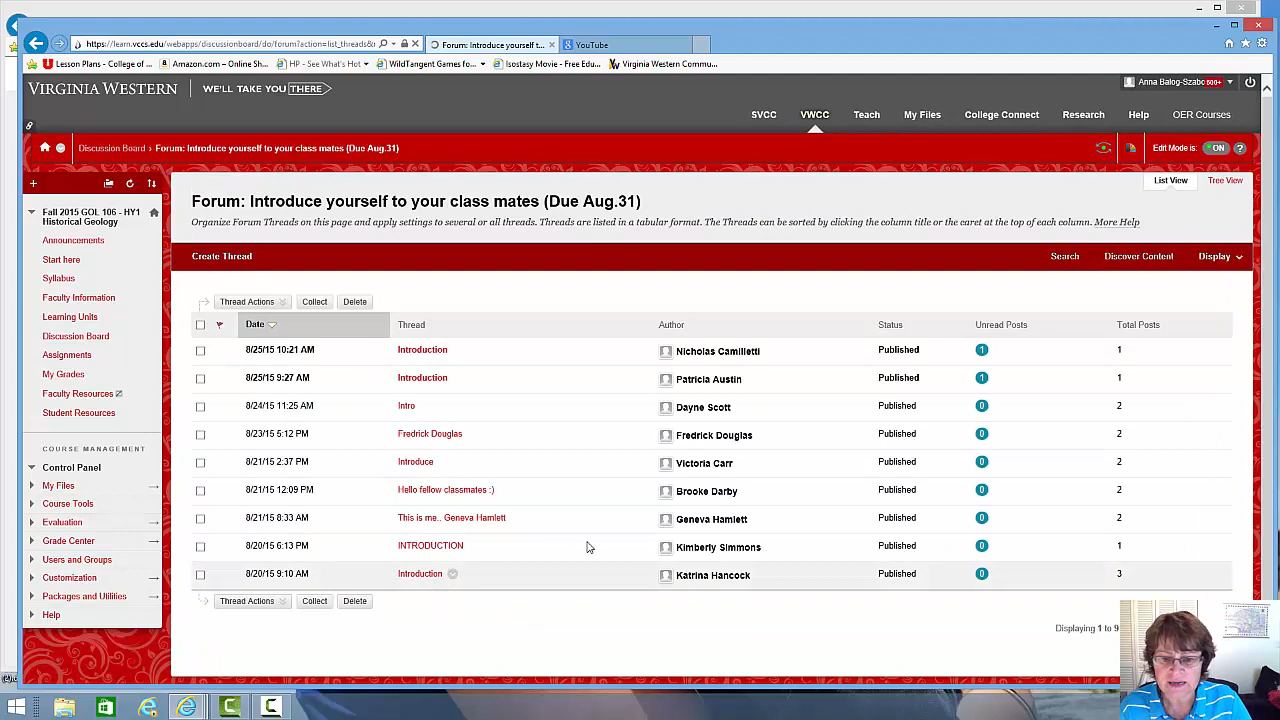 https://learn.vccs.edu/webapps/discussionboard/do/forum?action=list_threads&
Forum: Introduce yourself t...
YouTube
Lesson Plans - College of ...
Amazon.com – Online Sh...
HP - See What's Hot
WildTangent Games fo...
Isostasy Movie - Free Edu...
Virginia Western Commu...
VIRGINIA WESTERN
WE'LL TAKE YOU THERE
Anna Balog-Szabo 500+
SVCC
VWCC
Teach
My Files
College Connect
Research
Help
OER Courses
Discussion Board
Forum: Introduce yourself to your class mates (Due Aug.31)
Edit Mode is: ON ?
List View
Tree View
Fall 2015 GOL 106 - HY1
Historical Geology
Announcements
Start here
Syllabus
Faculty Information
Learning Units
Discussion Board
Assignments
My Grades
Faculty Resources
Student Resources
COURSE MANAGEMENT
Control Panel
My Files
Course Tools
Evaluation
Grade Center
Users and Groups
Customization
Packages and Utilities
Help
Forum: Introduce yourself to your class mates (Due Aug.31)
Organize Forum Threads on this page and apply settings to several or all threads. Threads are listed in a tabular format. The Threads can be sorted by clicking the column title or the caret at the top of each column. More Help
Create Thread
Search
Discover Content
Display
Thread Actions
Collect
Delete
Date Thread Author Status Unread Posts Total Posts
8/25/15 10:21 AM Introduction Nicholas Camilletti Published 1 1
8/25/15 9:27 AM Introduction Patricia Austin Published 1 1
8/24/15 11:25 AM Intro Dayne Scott Published 0 2
8/23/15 5:12 PM Fredrick Douglas Fredrick Douglas Published 0 2
8/21/15 2:37 PM Introduce Victoria Carr Published 0 2
8/21/15 12:09 PM Hello fellow classmates :) Brooke Darby Published 0 2
8/21/15 8:33 AM This is me.. Geneva Hamlett Geneva Hamlett Published 0 2
8/20/15 6:13 PM INTRODUCTION Kimberly Simmons Published 0 1
8/20/15 9:10 AM Introduction Katrina Hancock Published 0 3
Thread Actions
Collect
Delete
Displaying 1 to 9